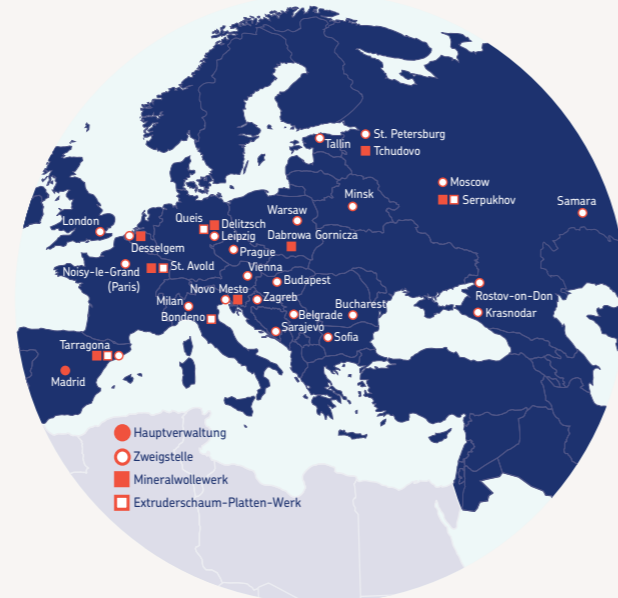 St. Petersburg
Tallin
Tchudovo
Moscow
Minsk
Serpukhov
Samara
Warsaw
Queis
Delitzsch
London
Leipzig
Dabrowa Gornicza
Desselgem
Prague
Noisy-le-Grand
(Paris)
St. Avold
Vienna
Budapest
Novo Mesto
Zagreb
Milan
Bucharest
Rostov-on-Don
Bondeno
Belgrade
Krasnodar
Sarajevo
Sofia
Tarragona
Madrid
Hauptverwaltung
Zweigstelle
Mineralwollewerk
Extruderschaum-Platten-Werk